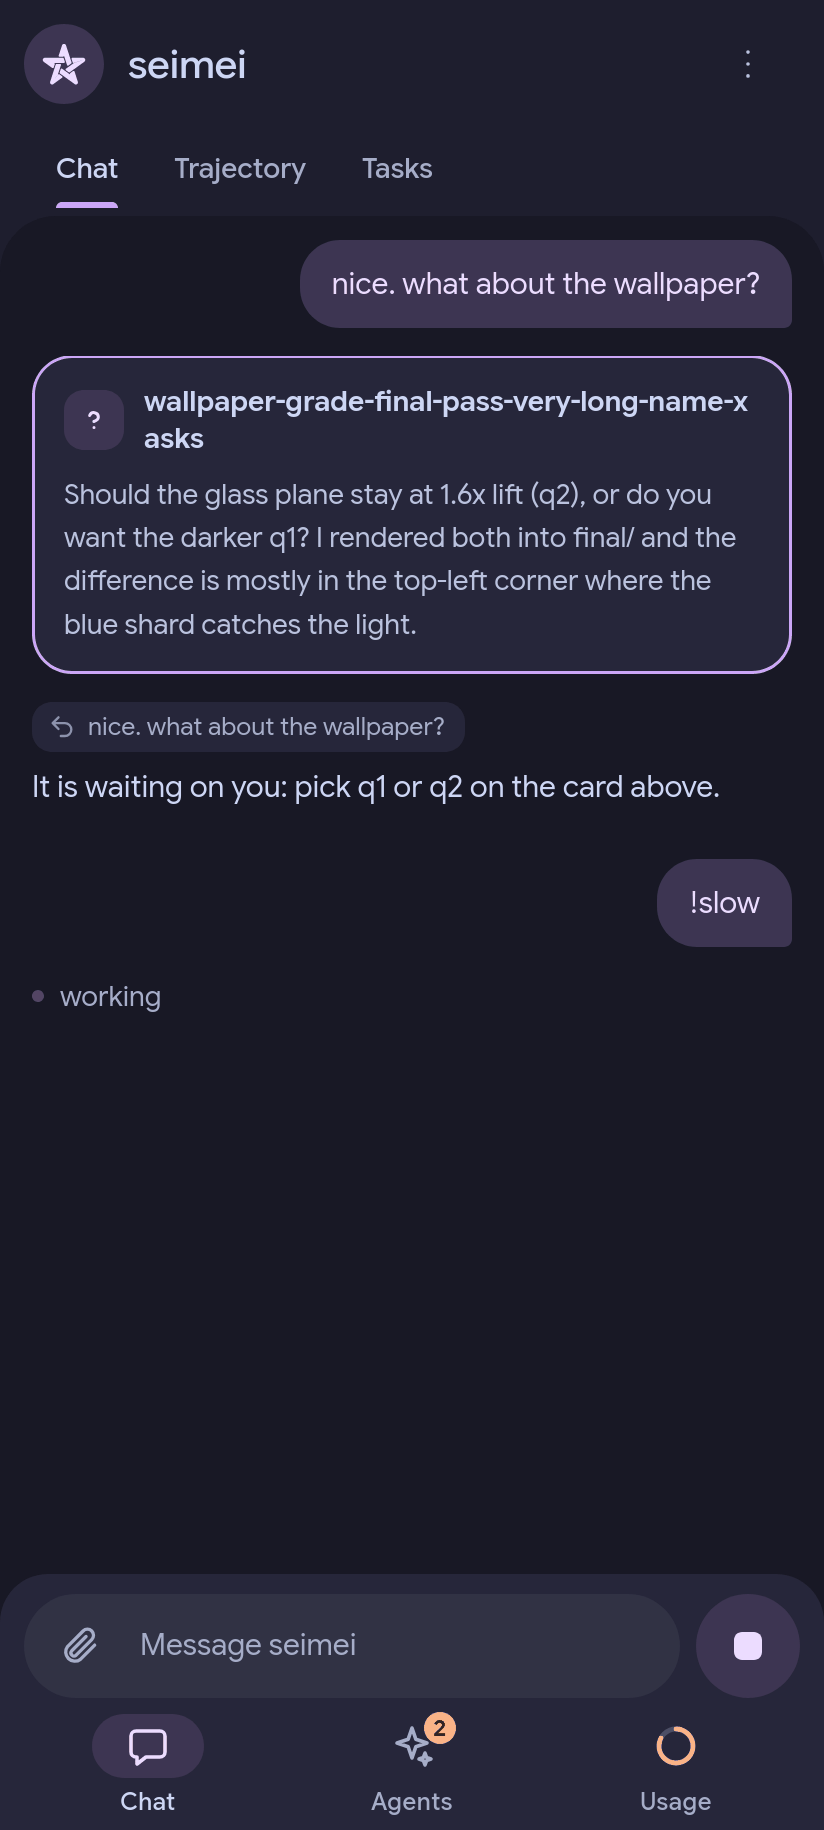 seimei
Chat
Trajectory
Tasks
nice. what about the wallpaper?
?
wallpaper-grade-final-pass-very-long-name-x
asks
Should the glass plane stay at 1.6x lift (q2), or do you
want the darker q1? I rendered both into final/ and the
difference is mostly in the top-left corner where the
blue shard catches the light.
nice. what about the wallpaper?
It is waiting on you: pick q1 or q2 on the card above.
!slow
working
Message seimei
2
Chat
Agents
Usage